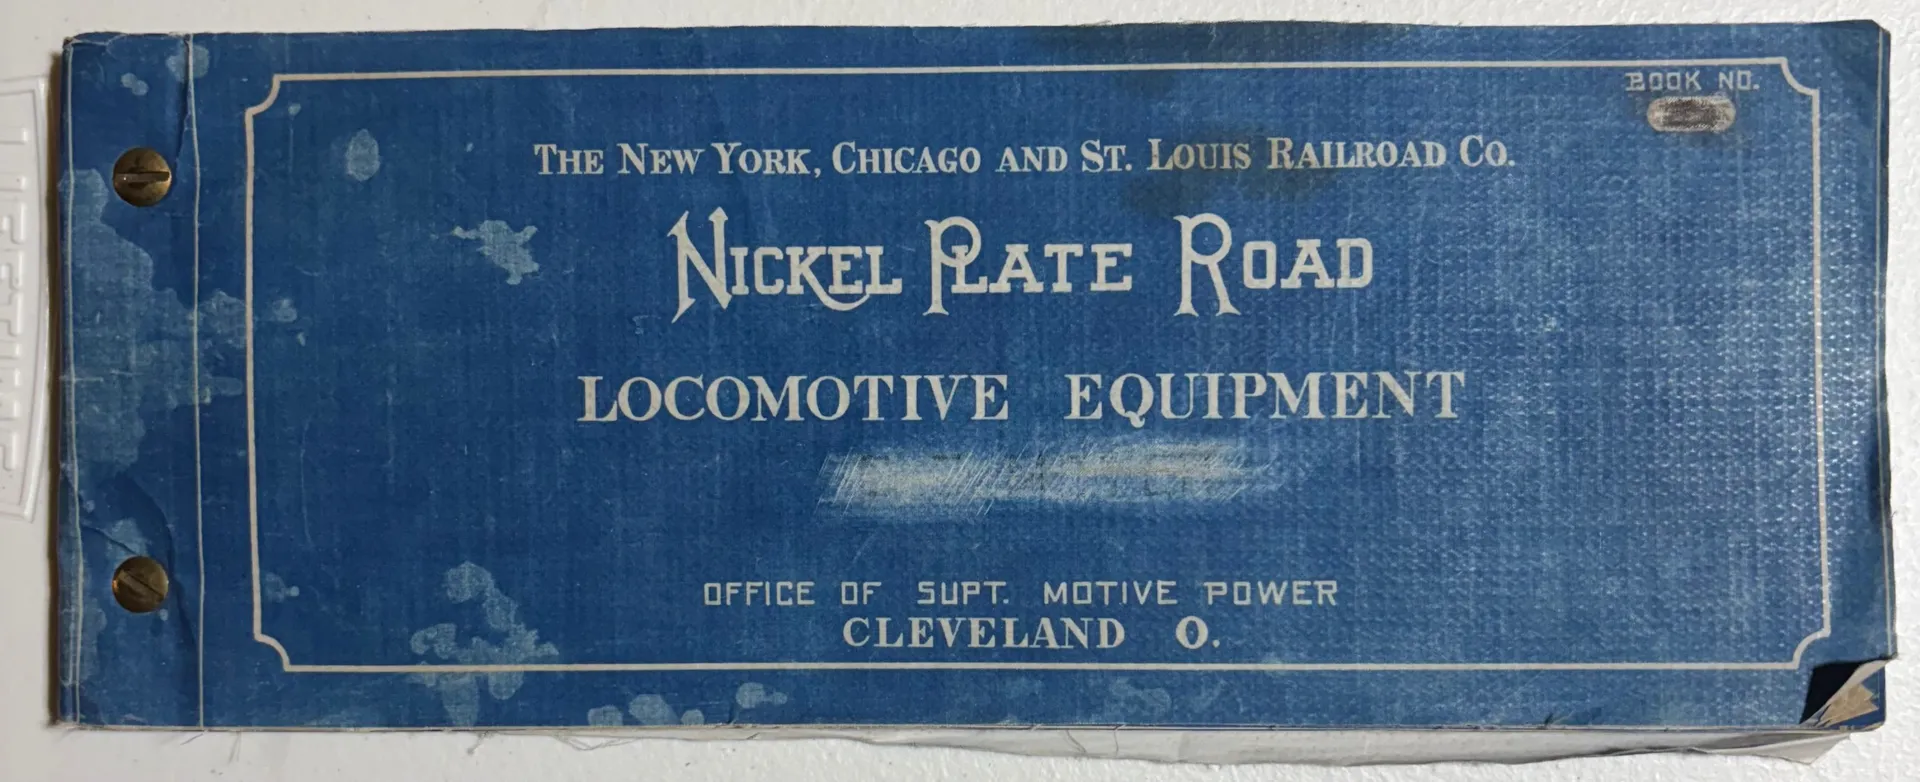 BOOK NO.
THE NEW YORK, CHICAGO AND ST. LOUIS RAILROAD CO.
NICKEL PLATE ROAD
LOCOMOTIVE EQUIPMENT
OFFICE OF SUPT. MOTIVE POWER
CLEVELAND O.